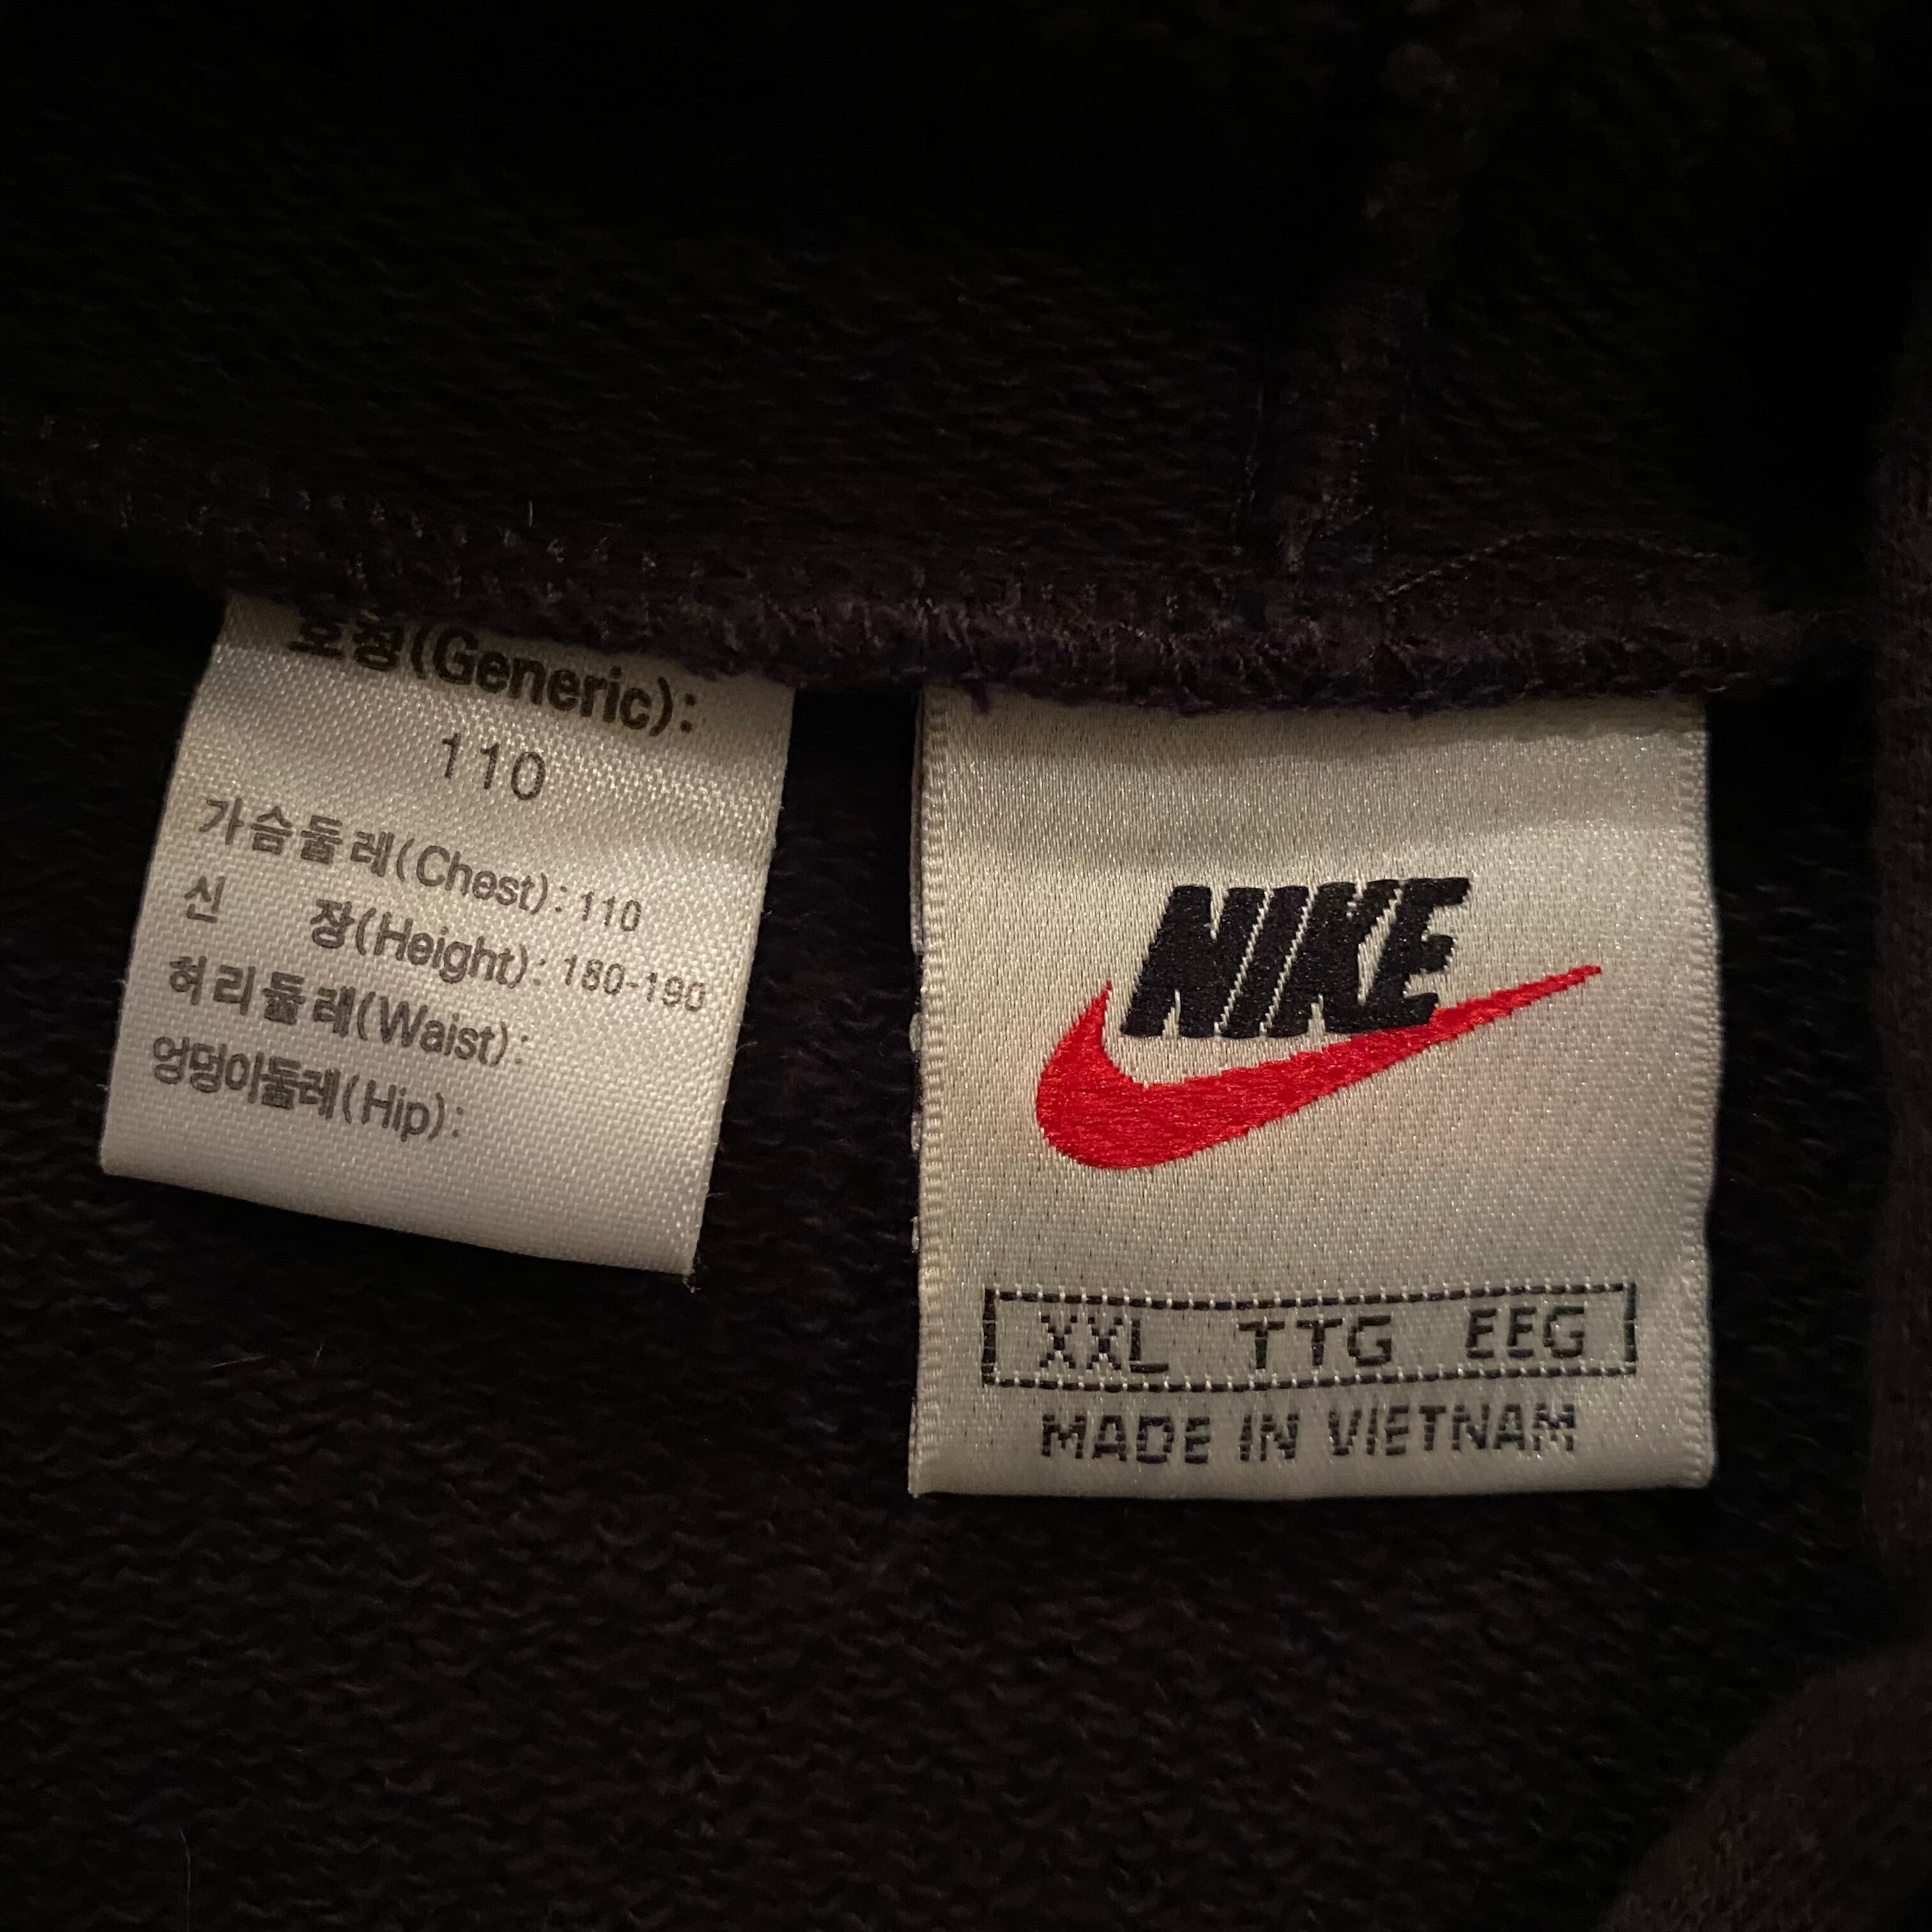 호칭(Generic):
110
가슴둘레(Chest): 110
신 장(Height): 180-190
허리둘레(Waist):
엉덩이둘레(Hip):
NIKE
XXL TTG EEG
MADE IN VIETNAM